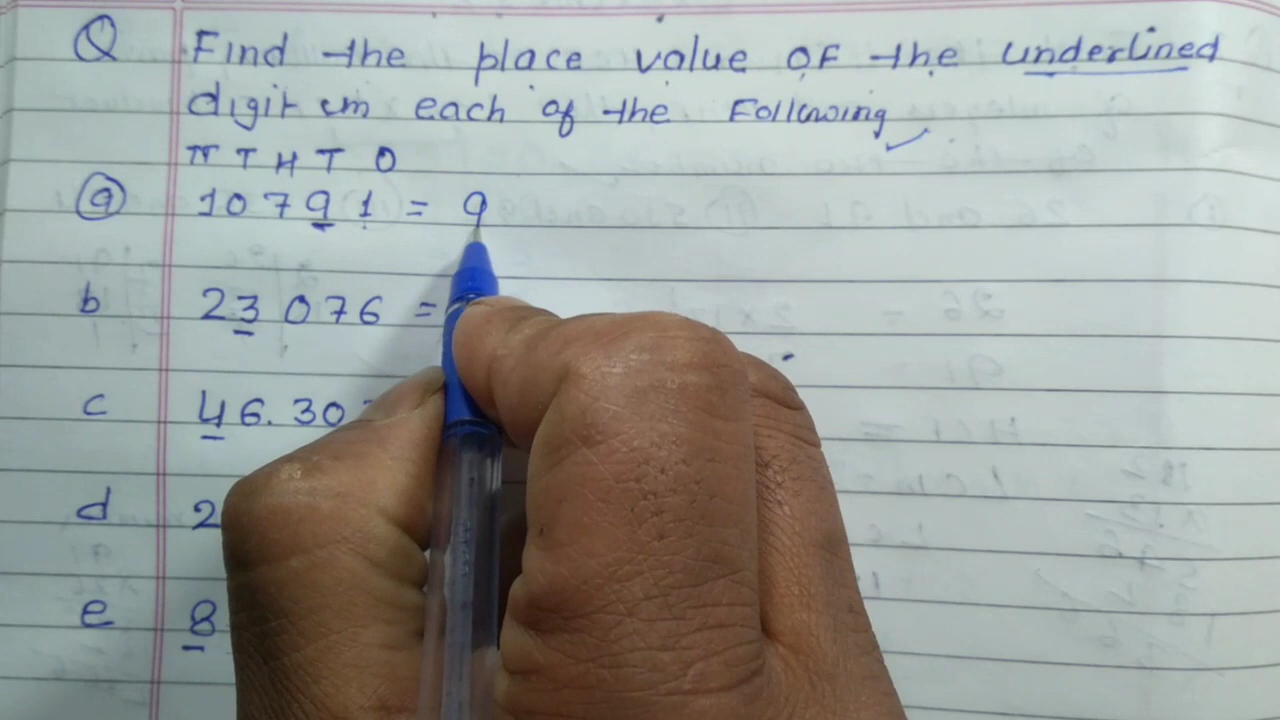 Q Find the place value of the underlined
digit in each of the Following
TT T H T O
a 10791 = 9
b 23076 =
c 46.30
d 2
e 8